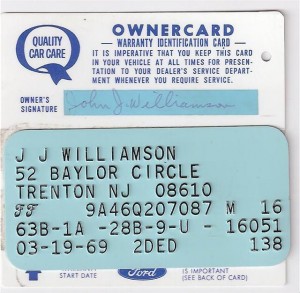 QUALITY
CAR CARE
OWNERCARD
WARRANTY IDENTIFICATION CARD
IT IS IMPERATIVE THAT YOU KEEP THIS CARD
IN YOUR VEHICLE AT ALL TIMES FOR
PRESENTATION TO YOUR DEALER'S SERVICE DEPART-
MENT WHENEVER YOU REQUIRE SERVICE.
OWNER'S
SIGNATURE
John J. Williamson
J J WILLIAMSON
52 BAYLOR CIRCLE
TRENTON NJ 08610
FF 9A46Q207087 M 16
63B-1A -28B-9-U - 16051
03-19-69 2DED 138
START DATE
Ford
IS IMPORTANT
(SEE BACK OF CARD)